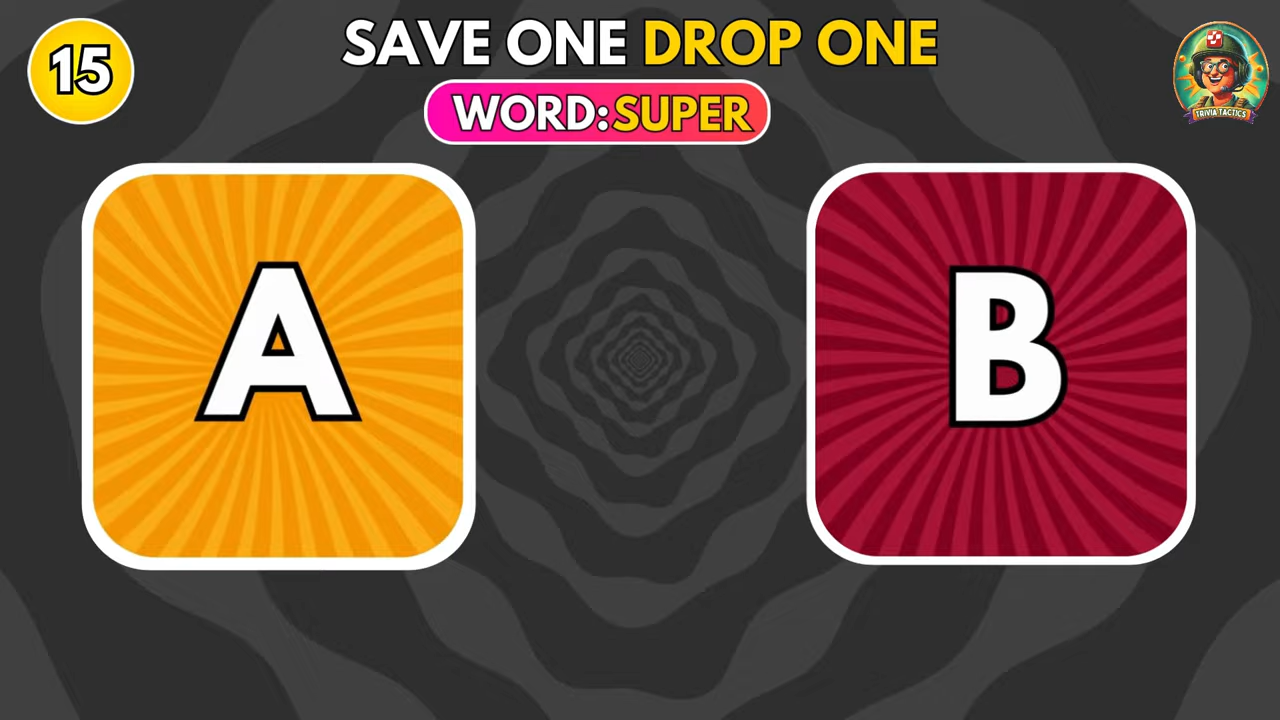 15
SAVE ONE DROP ONE
WORD:SUPER
TRIVIA TACTICS
A
B